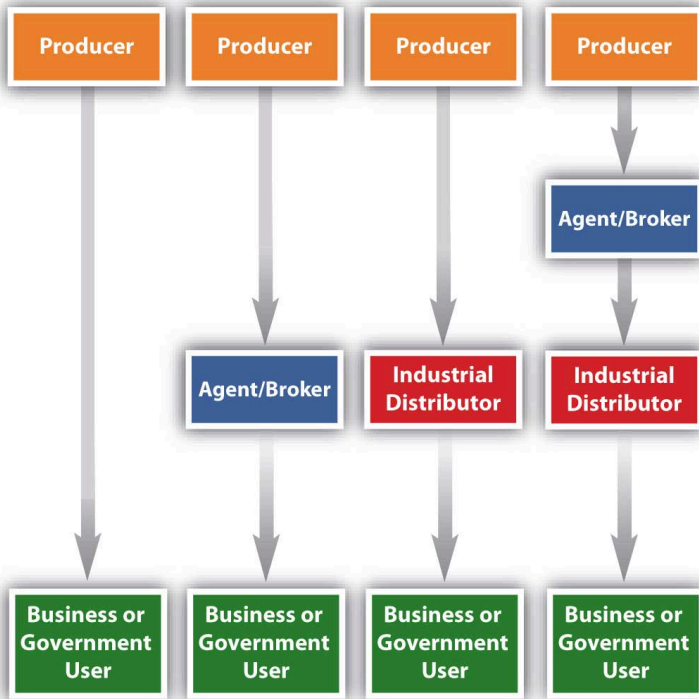 Producer
Producer
Producer
Producer
Agent/Broker
Agent/Broker
Industrial
Distributor
Industrial
Distributor
Business or
Government
User
Business or
Government
User
Business or
Government
User
Business or
Government
User